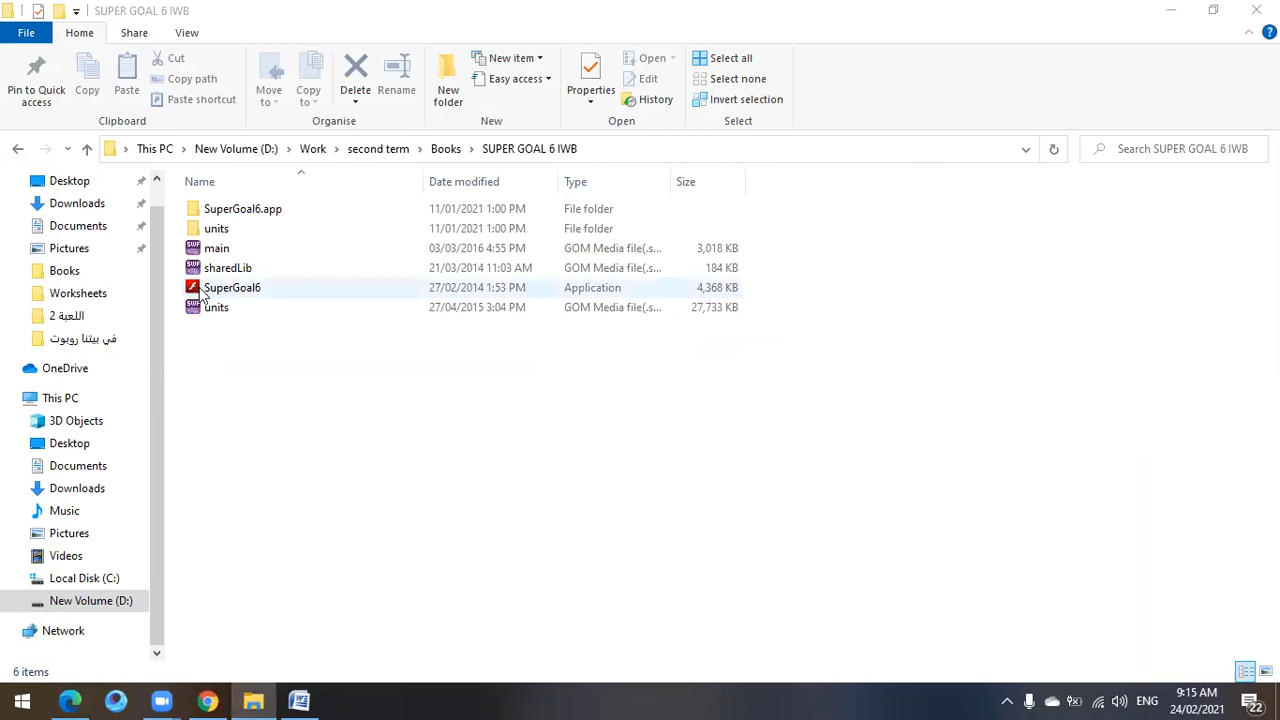 SUPER GOAL 6 IWB
File Home Share View
Pin to Quick access
Copy
Paste
Cut
Copy path
Paste shortcut
Clipboard
Move to
Copy to
Delete
Rename
Organise
New folder
New item
Easy access
New
Properties
Open
Edit
History
Open
Select all
Select none
Invert selection
Select
This PC New Volume (D:) Work second term Books SUPER GOAL 6 IWB
Search SUPER GOAL 6 IWB
Name Date modified Type Size
SuperGoal6.app 11/01/2021 1:00 PM File folder
units 11/01/2021 1:00 PM File folder
main 03/03/2016 4:55 PM GOM Media file(.s... 3,018 KB
sharedLib 21/03/2014 11:03 AM GOM Media file(.s... 184 KB
SuperGoal6 27/02/2014 1:53 PM Application 4,368 KB
units 27/04/2015 3:04 PM GOM Media file(.s... 27,733 KB
Desktop
Downloads
Documents
Pictures
Books
Worksheets
اللعبة 2
في بيتنا روبوت
OneDrive
This PC
3D Objects
Desktop
Documents
Downloads
Music
Pictures
Videos
Local Disk (C:)
New Volume (D:)
Network
6 items
ENG
9:15 AM
24/02/2021
22